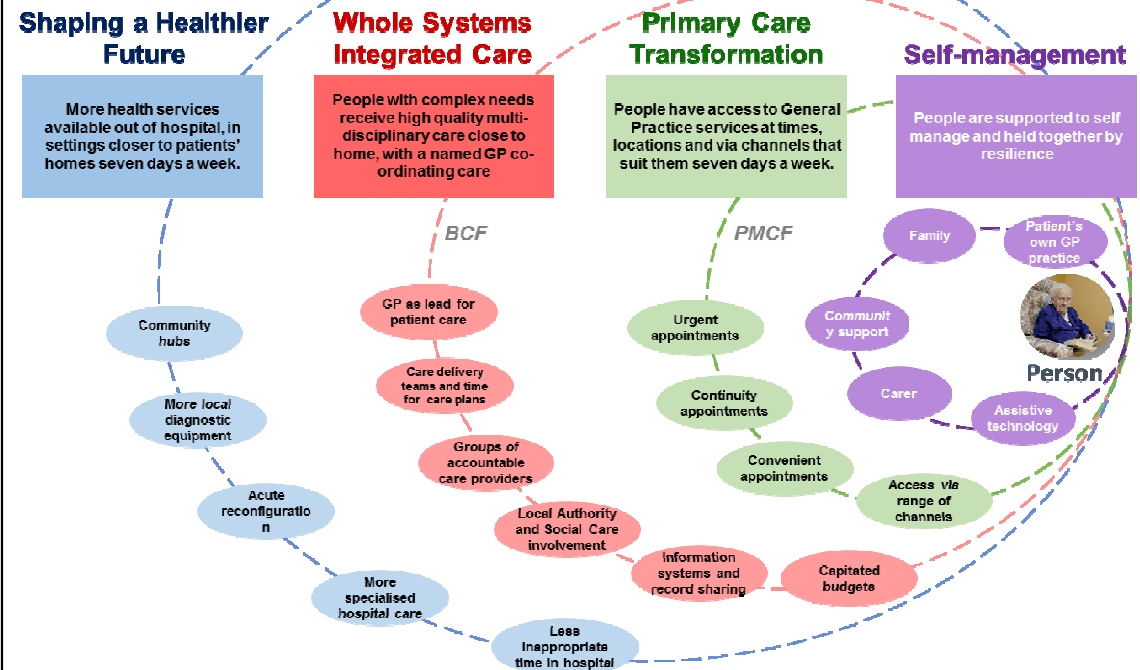 Shaping a Healthier
Future
More health services
available out of hospital, in
settings closer to patients'
homes seven days a week.
Community
hubs
More local
diagnostic
equipment
Acute
reconfiguratio
n
More
specialised
hospital care
Less
inappropriate
time in hospital
Whole Systems
Integrated Care
People with complex needs
receive high quality multi-
disciplinary care close to
home, with a named GP co-
ordinating care
BCF
GP as lead for
patient care
Care delivery
teams and time
for care plans
Groups of
accountable
care providers
Local Authority
and Social Care
involvement
Information
systems and
record sharing
Capitated
budgets
Primary Care
Transformation
People have access to General
Practice services at times,
locations and via channels that
suit them seven days a week.
PMCF
Urgent
appointments
Continuity
appointments
Convenient
appointments
Access via
range of
channels
Self-management
People are supported to self
manage and held together by
resilience
Family
Patient's
own GP
practice
Communit
y support
Person
Carer
Assistive
technology